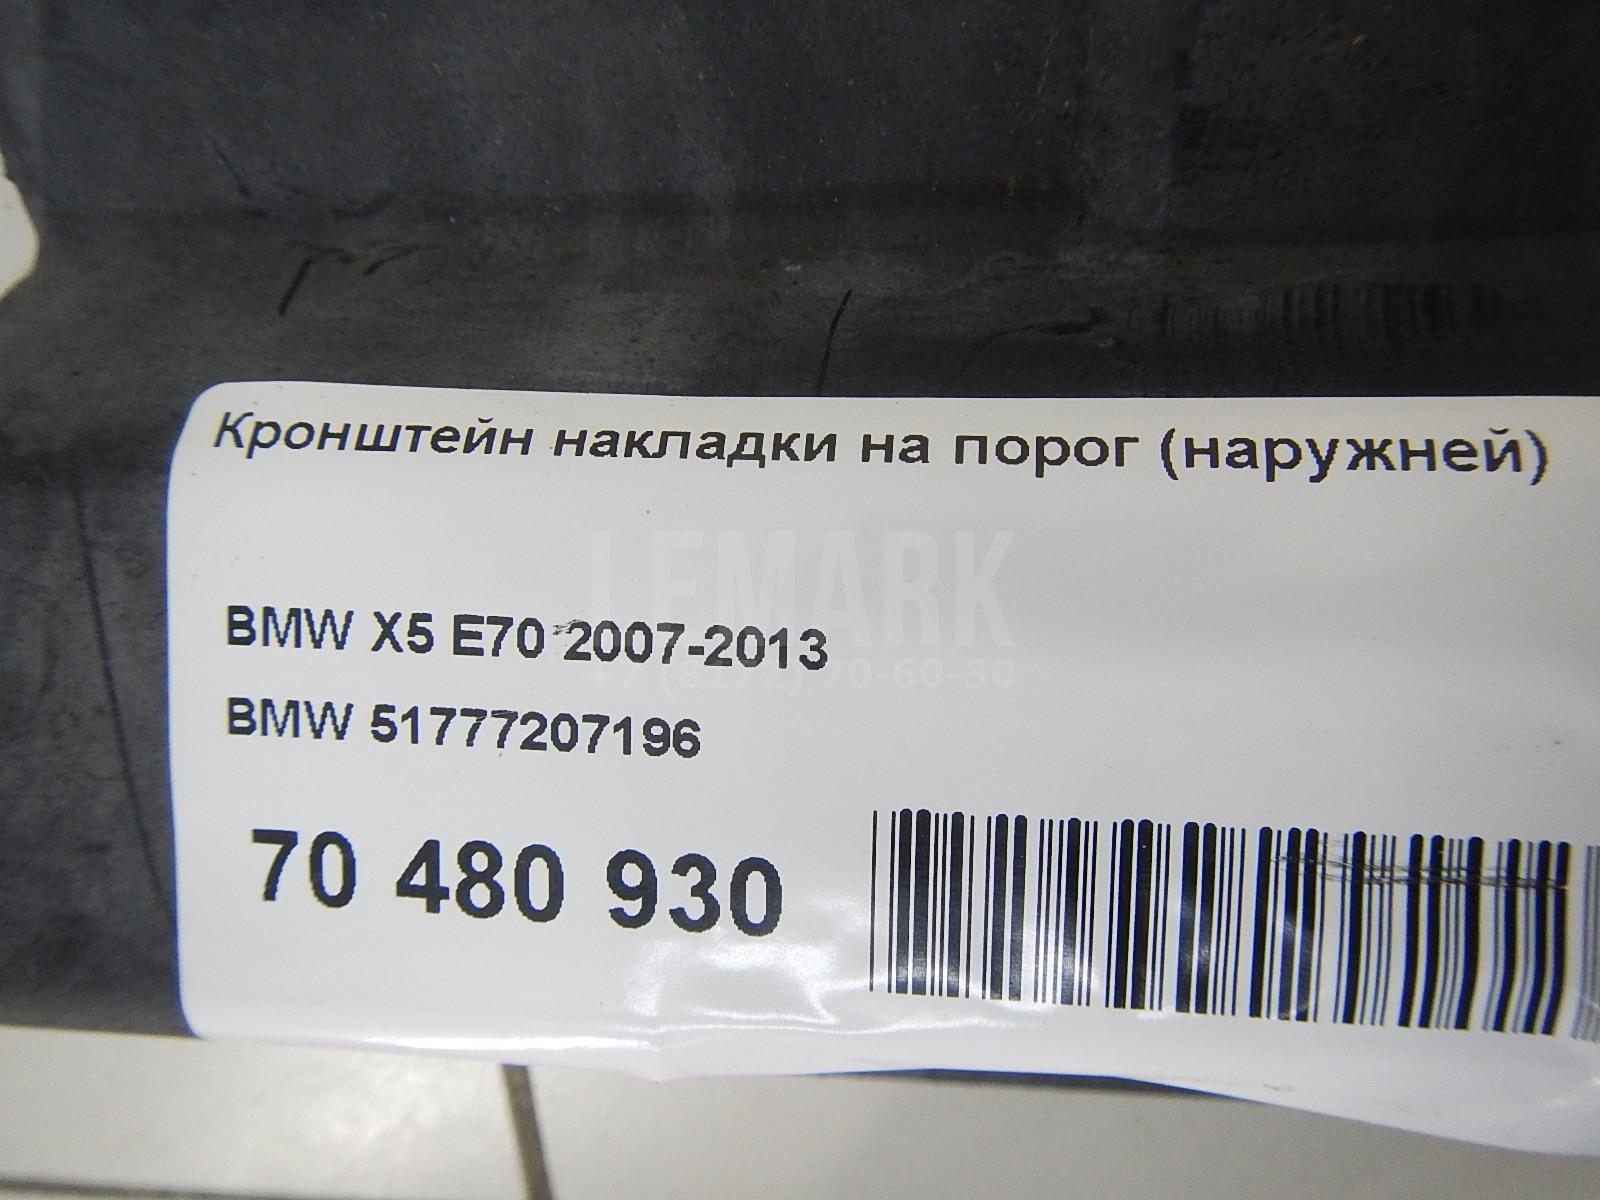 Кронштейн накладки на порог (наружней)
LEMARK
+7 (8172) 70-60-30
BMW X5 E70 2007-2013
BMW 51777207196
70 480 930